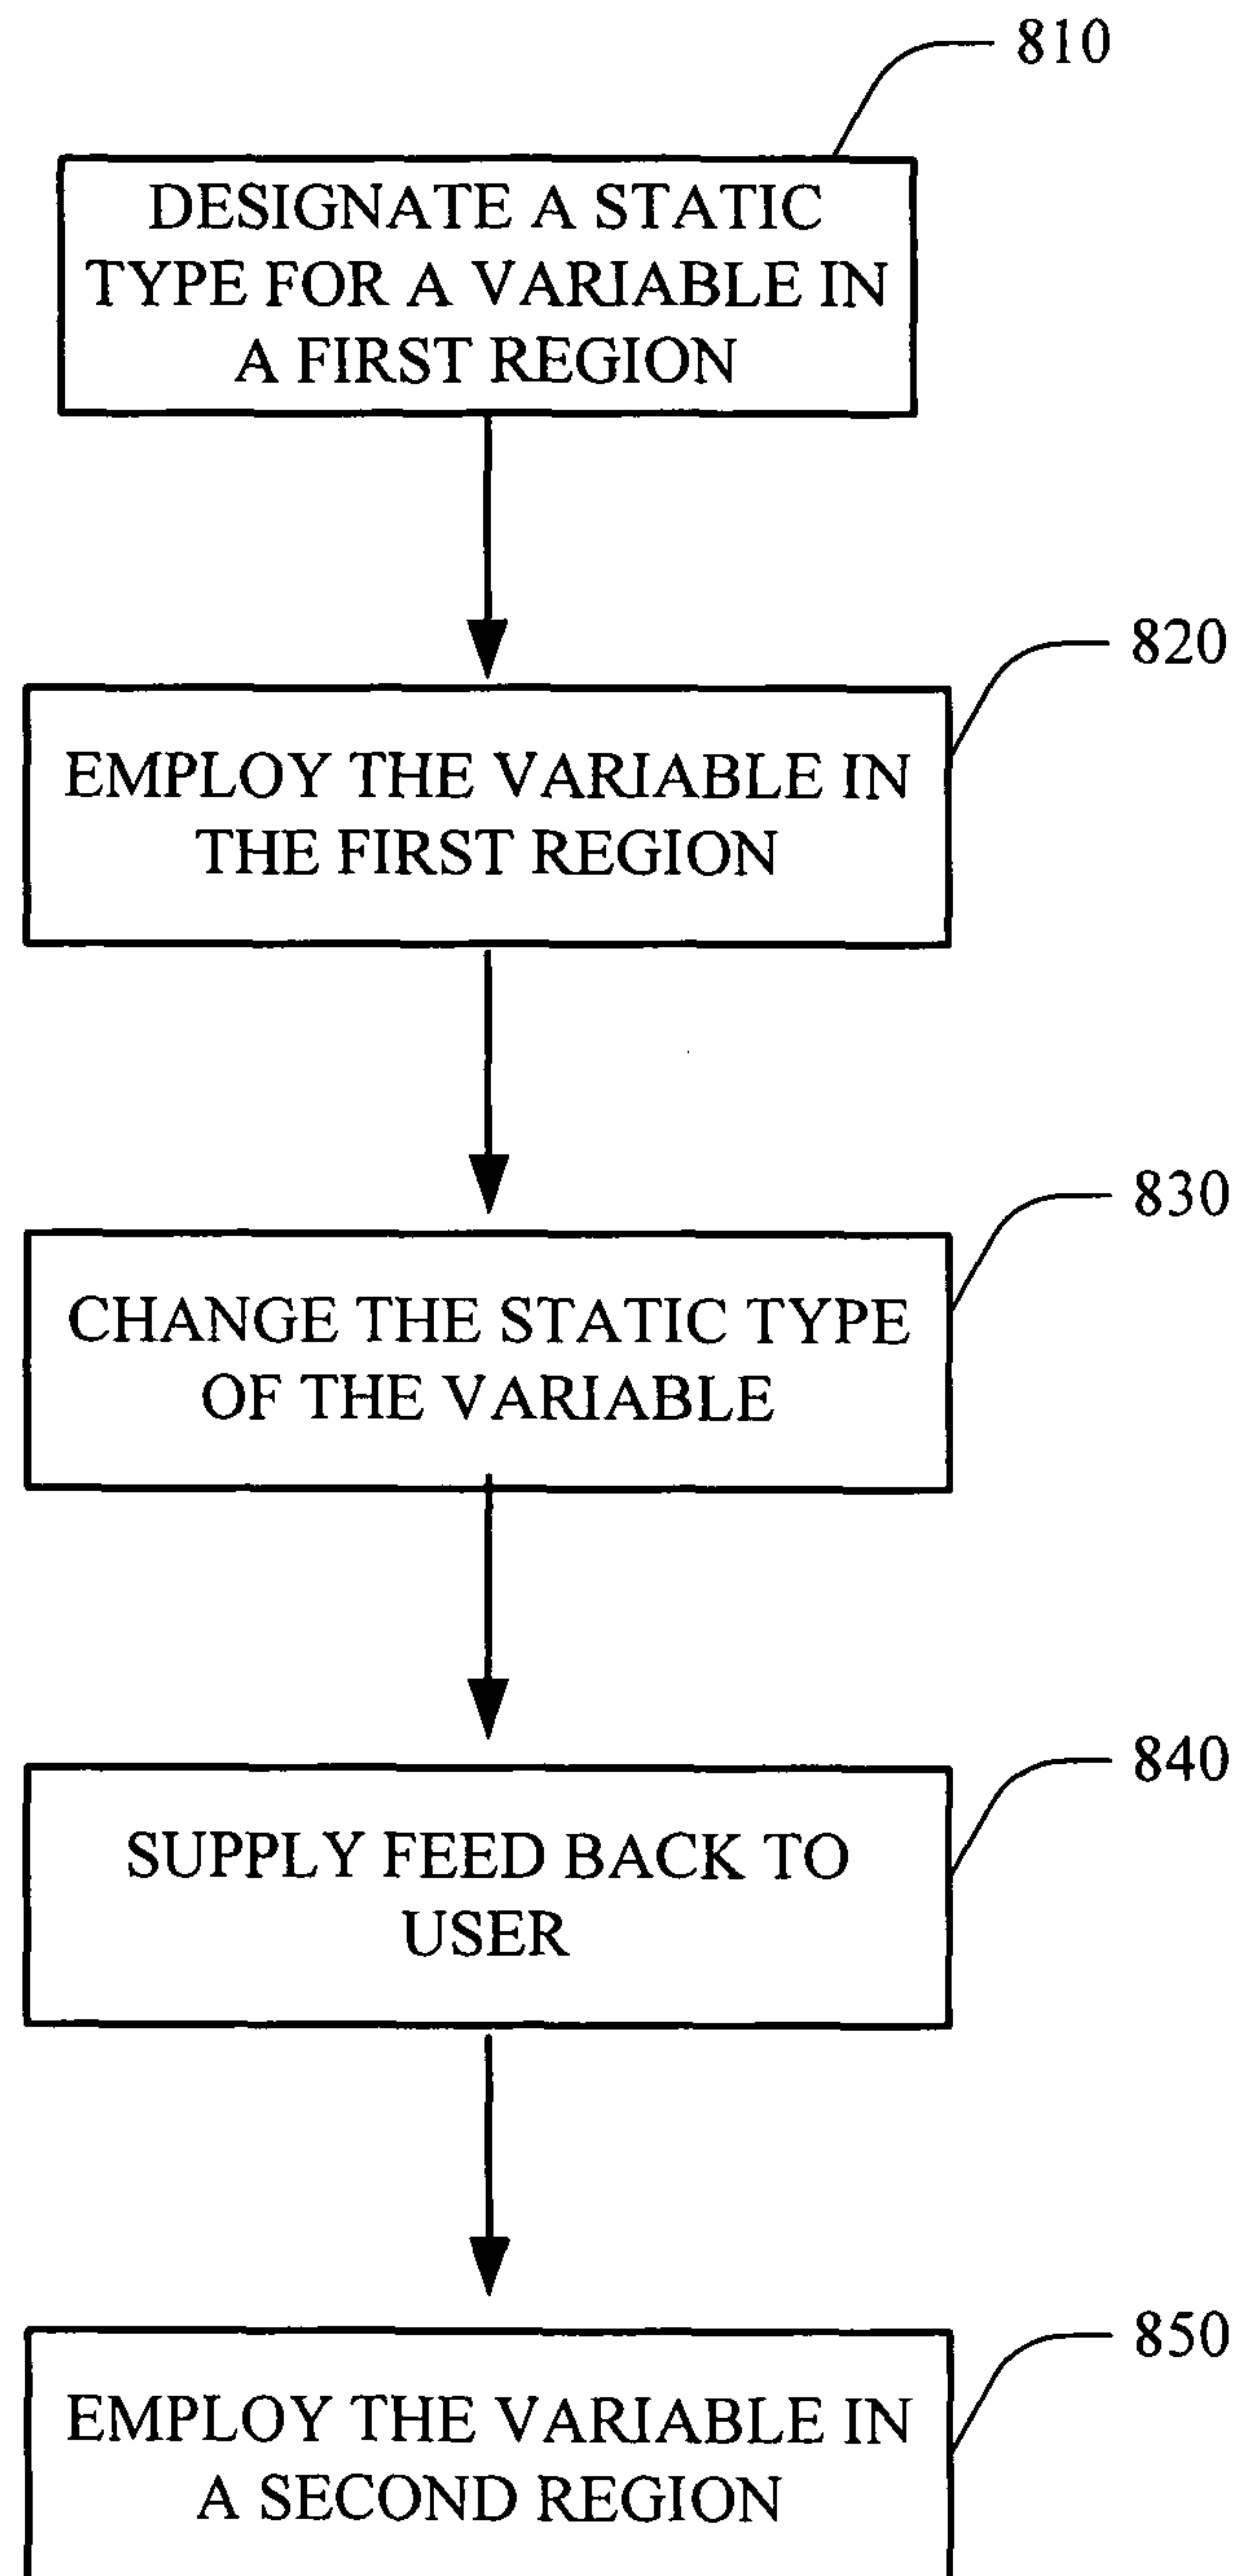 810
DESIGNATE A STATIC
TYPE FOR A VARIABLE IN
A FIRST REGION
820
EMPLOY THE VARIABLE IN
THE FIRST REGION
830
CHANGE THE STATIC TYPE
OF THE VARIABLE
840
SUPPLY FEED BACK TO
USER
850
EMPLOY THE VARIABLE IN
A SECOND REGION